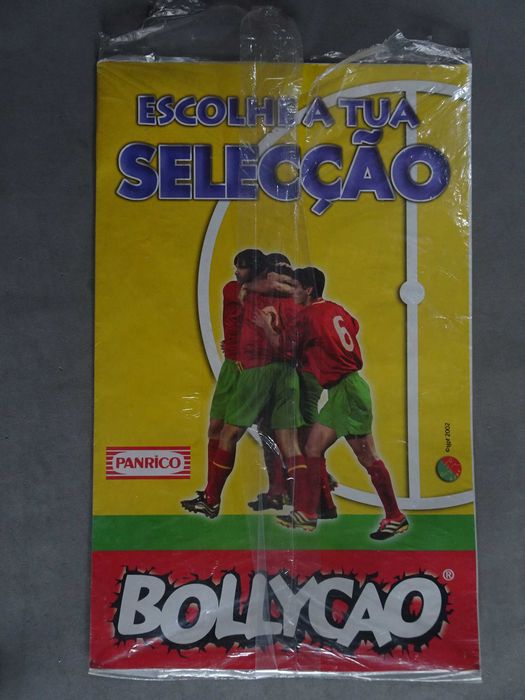 ESCOLHE A TUA
SELECÇÃO
6
©fpf 2002
PANRICO
BOLLYCAO®